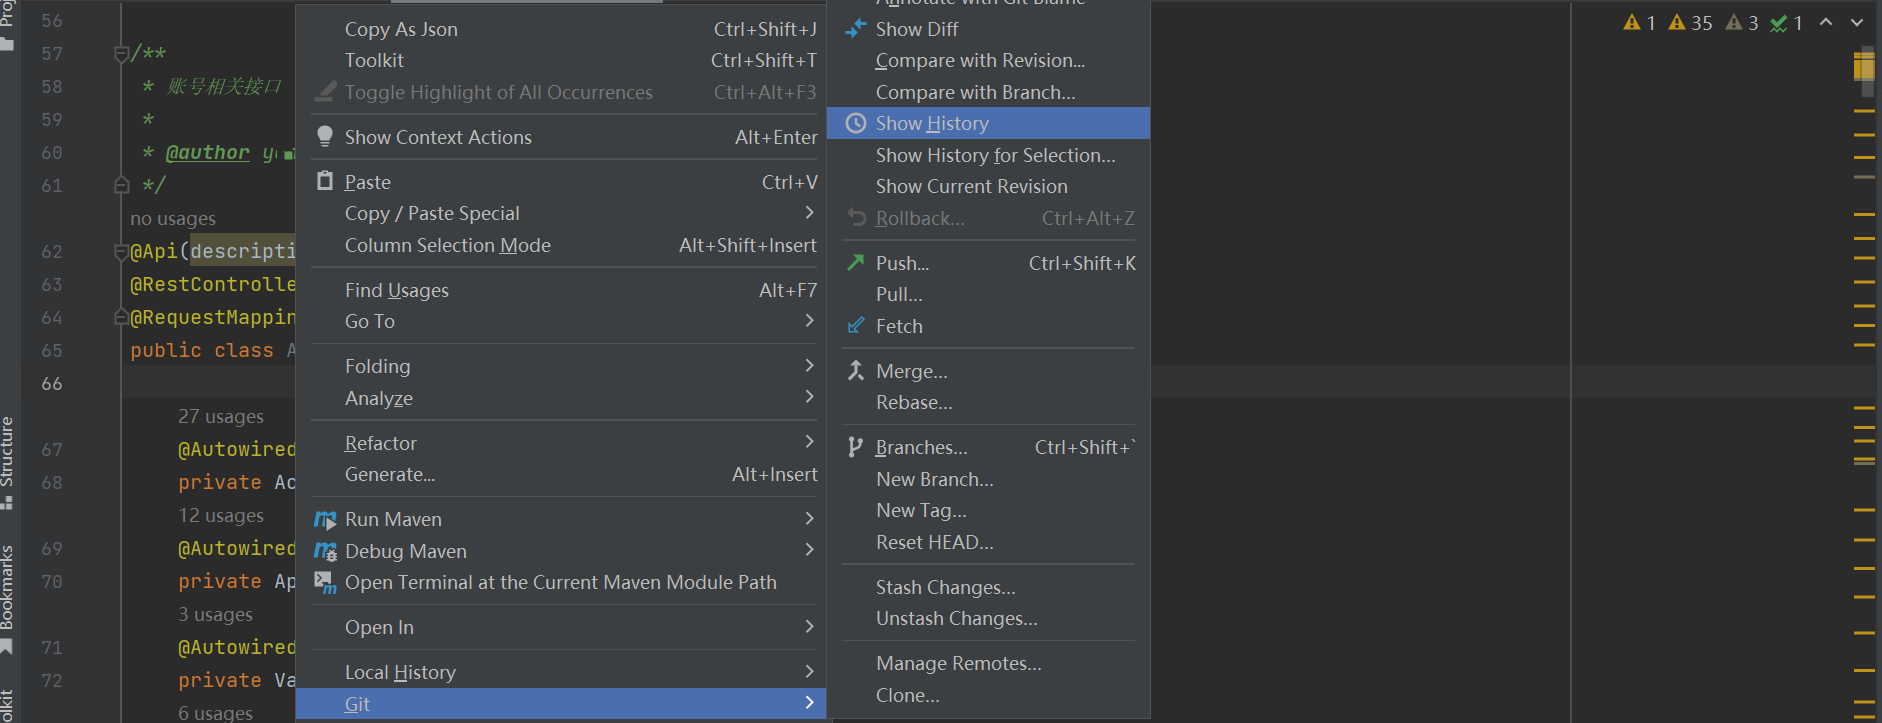 56
57 /**
58 * 账号相关接口
59 *
60 * @author
61 */
no usages
62 @Api(descripti
63 @RestControlle
64 @RequestMappin
65 public class A
66
27 usages
67 @Autowired
68 private Ac
12 usages
69 @Autowired
70 private Ap
3 usages
71 @Autowired
72 private Va
6 usages
Structure
Bookmarks
olkit
Copy As Json Ctrl+Shift+J
Toolkit Ctrl+Shift+T
Toggle Highlight of All Occurrences Ctrl+Alt+F3
Show Context Actions Alt+Enter
Paste Ctrl+V
Copy / Paste Special
Column Selection Mode Alt+Shift+Insert
Find Usages Alt+F7
Go To
Folding
Analyze
Refactor
Generate... Alt+Insert
Run Maven
Debug Maven
Open Terminal at the Current Maven Module Path
Open In
Local History
Git
Annotate with Git Blame
Show Diff
Compare with Revision...
Compare with Branch...
Show History
Show History for Selection...
Show Current Revision
Rollback... Ctrl+Alt+Z
Push... Ctrl+Shift+K
Pull...
Fetch
Merge...
Rebase...
Branches... Ctrl+Shift+`
New Branch...
New Tag...
Reset HEAD...
Stash Changes...
Unstash Changes...
Manage Remotes...
Clone...
1 35 3 1